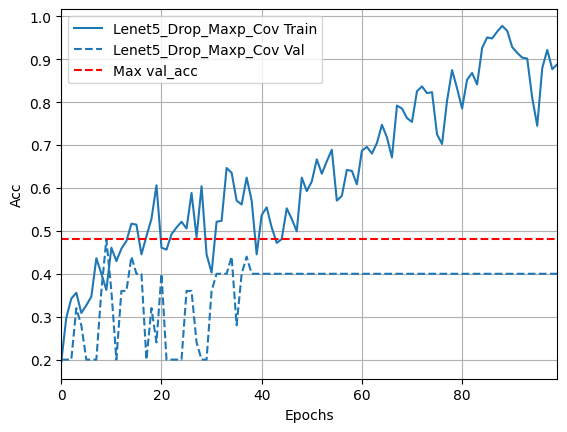 Lenet5_Drop_Maxp_Cov Train
Lenet5_Drop_Maxp_Cov Val
Max val_acc
Acc
1.0
0.9
0.8
0.7
0.6
0.5
0.4
0.3
0.2
0 20 40 60 80
Epochs